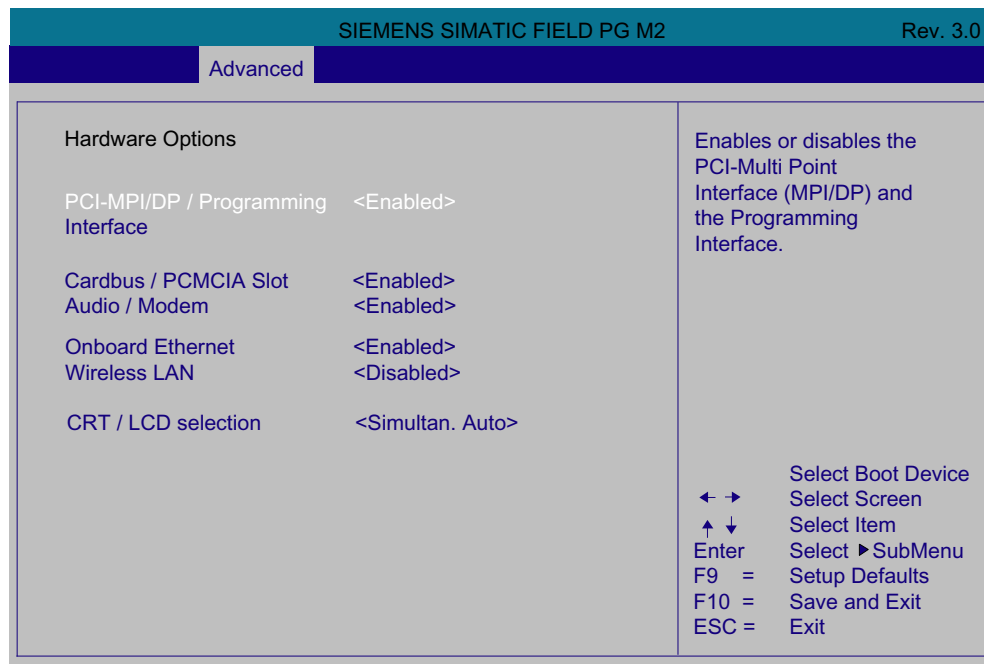 SIEMENS SIMATIC FIELD PG M2 Rev. 3.0
Advanced
Hardware Options
PCI-MPI/DP / Programming <Enabled>
Interface
Cardbus / PCMCIA Slot <Enabled>
Audio / Modem <Enabled>
Onboard Ethernet <Enabled>
Wireless LAN <Disabled>
CRT / LCD selection <Simultan. Auto>
Enables or disables the
PCI-Multi Point
Interface (MPI/DP) and
the Programming
Interface.
Select Boot Device
← → Select Screen
↑ ↓ Select Item
Enter Select ▶ SubMenu
F9 = Setup Defaults
F10 = Save and Exit
ESC = Exit